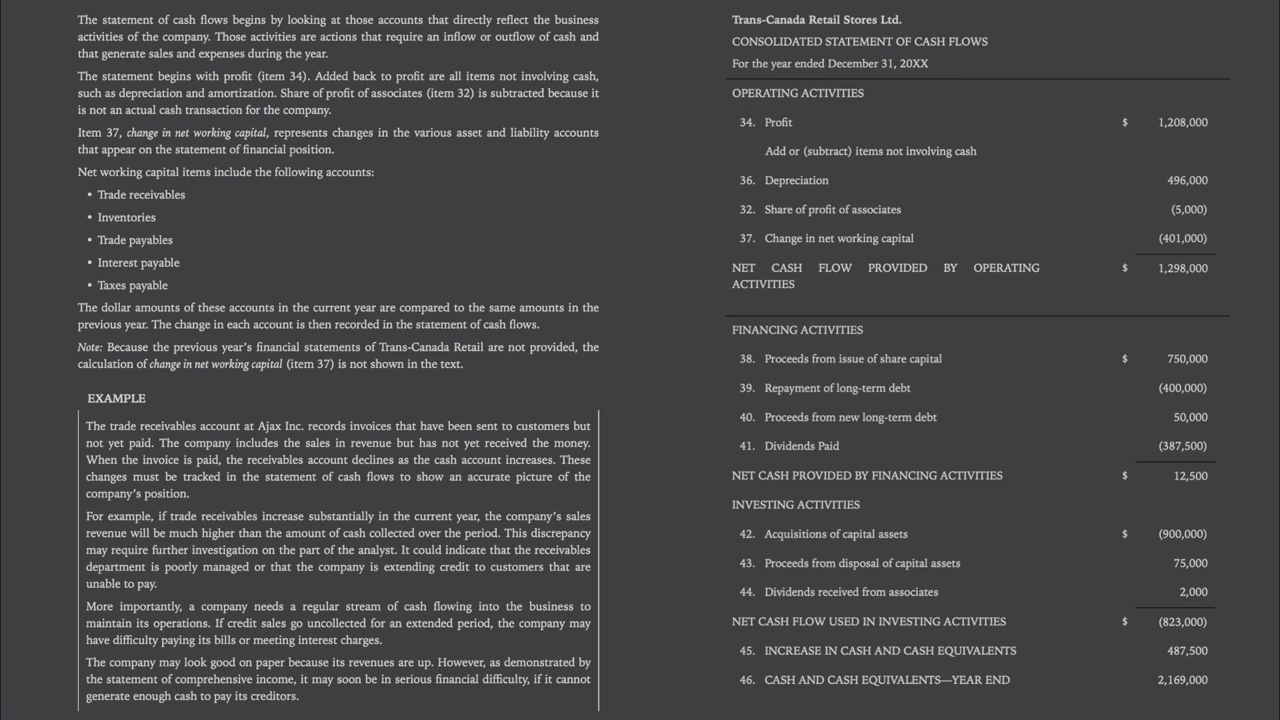 The statement of cash flows begins by looking at those accounts that directly reflect the business
activities of the company. Those activities are actions that require an inflow or outflow of cash and
that generate sales and expenses during the year.
The statement begins with profit (item 34). Added back to profit are all items not involving cash,
such as depreciation and amortization. Share of profit of associates (item 32) is subtracted because it
is not an actual cash transaction for the company.
Item 37, change in net working capital, represents changes in the various asset and liability accounts
that appear on the statement of financial position.
Net working capital items include the following accounts:
• Trade receivables
• Inventories
• Trade payables
• Interest payable
• Taxes payable
The dollar amounts of these accounts in the current year are compared to the same amounts in the
previous year. The change in each account is then recorded in the statement of cash flows.
Note: Because the previous year's financial statements of Trans-Canada Retail are not provided, the
calculation of change in net working capital (item 37) is not shown in the text.
EXAMPLE
The trade receivables account at Ajax Inc. records invoices that have been sent to customers but
not yet paid. The company includes the sales in revenue but has not yet received the money.
When the invoice is paid, the receivables account declines as the cash account increases. These
changes must be tracked in the statement of cash flows to show an accurate picture of the
company's position.
For example, if trade receivables increase substantially in the current year, the company's sales
revenue will be much higher than the amount of cash collected over the period. This discrepancy
may require further investigation on the part of the analyst. It could indicate that the receivables
department is poorly managed or that the company is extending credit to customers that are
unable to pay.
More importantly, a company needs a regular stream of cash flowing into the business to
maintain its operations. If credit sales go uncollected for an extended period, the company may
have difficulty paying its bills or meeting interest charges.
The company may look good on paper because its revenues are up. However, as demonstrated by
the statement of comprehensive income, it may soon be in serious financial difficulty, if it cannot
generate enough cash to pay its creditors.
Trans-Canada Retail Stores Ltd.
CONSOLIDATED STATEMENT OF CASH FLOWS
For the year ended December 31, 20XX
OPERATING ACTIVITIES
34. Profit $ 1,208,000
Add or (subtract) items not involving cash
36. Depreciation 496,000
32. Share of profit of associates (5,000)
37. Change in net working capital (401,000)
NET CASH FLOW PROVIDED BY OPERATING $ 1,298,000
ACTIVITIES
FINANCING ACTIVITIES
38. Proceeds from issue of share capital $ 750,000
39. Repayment of long-term debt (400,000)
40. Proceeds from new long-term debt 50,000
41. Dividends Paid (387,500)
NET CASH PROVIDED BY FINANCING ACTIVITIES $ 12,500
INVESTING ACTIVITIES
42. Acquisitions of capital assets $ (900,000)
43. Proceeds from disposal of capital assets 75,000
44. Dividends received from associates 2,000
NET CASH FLOW USED IN INVESTING ACTIVITIES $ (823,000)
45. INCREASE IN CASH AND CASH EQUIVALENTS 487,500
46. CASH AND CASH EQUIVALENTS—YEAR END 2,169,000